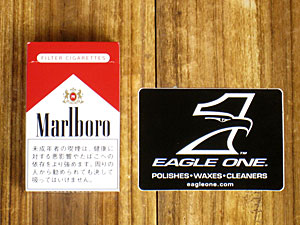 FILTER CIGARETTES
Marlboro
未成年者の喫煙は、健康に
対する悪影響やたばこへの
依存をより強めます。周りの
人から勧められても決して
吸ってはいけません。
1
EAGLE ONE.
TM
POLISHES•WAXES•CLEANERS
eagleone.com